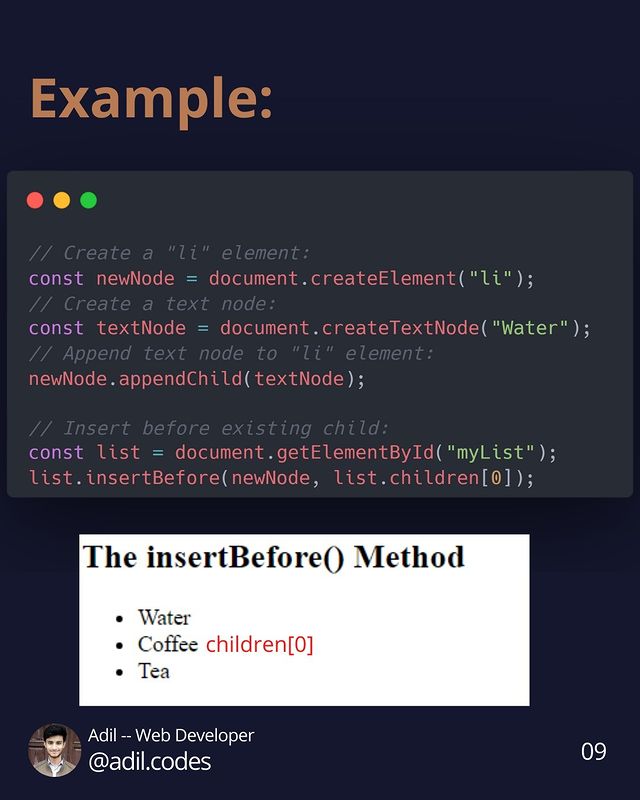 Example:
// Create a "li" element:
const newNode = document.createElement("li");
// Create a text node:
const textNode = document.createTextNode("Water");
// Append text node to "li" element:
newNode.appendChild(textNode);
// Insert before existing child:
const list = document.getElementById("myList");
list.insertBefore(newNode, list.children[0]);
The insertBefore() Method
• Water
• Coffee children[0]
• Tea
Adil -- Web Developer
@adil.codes
09